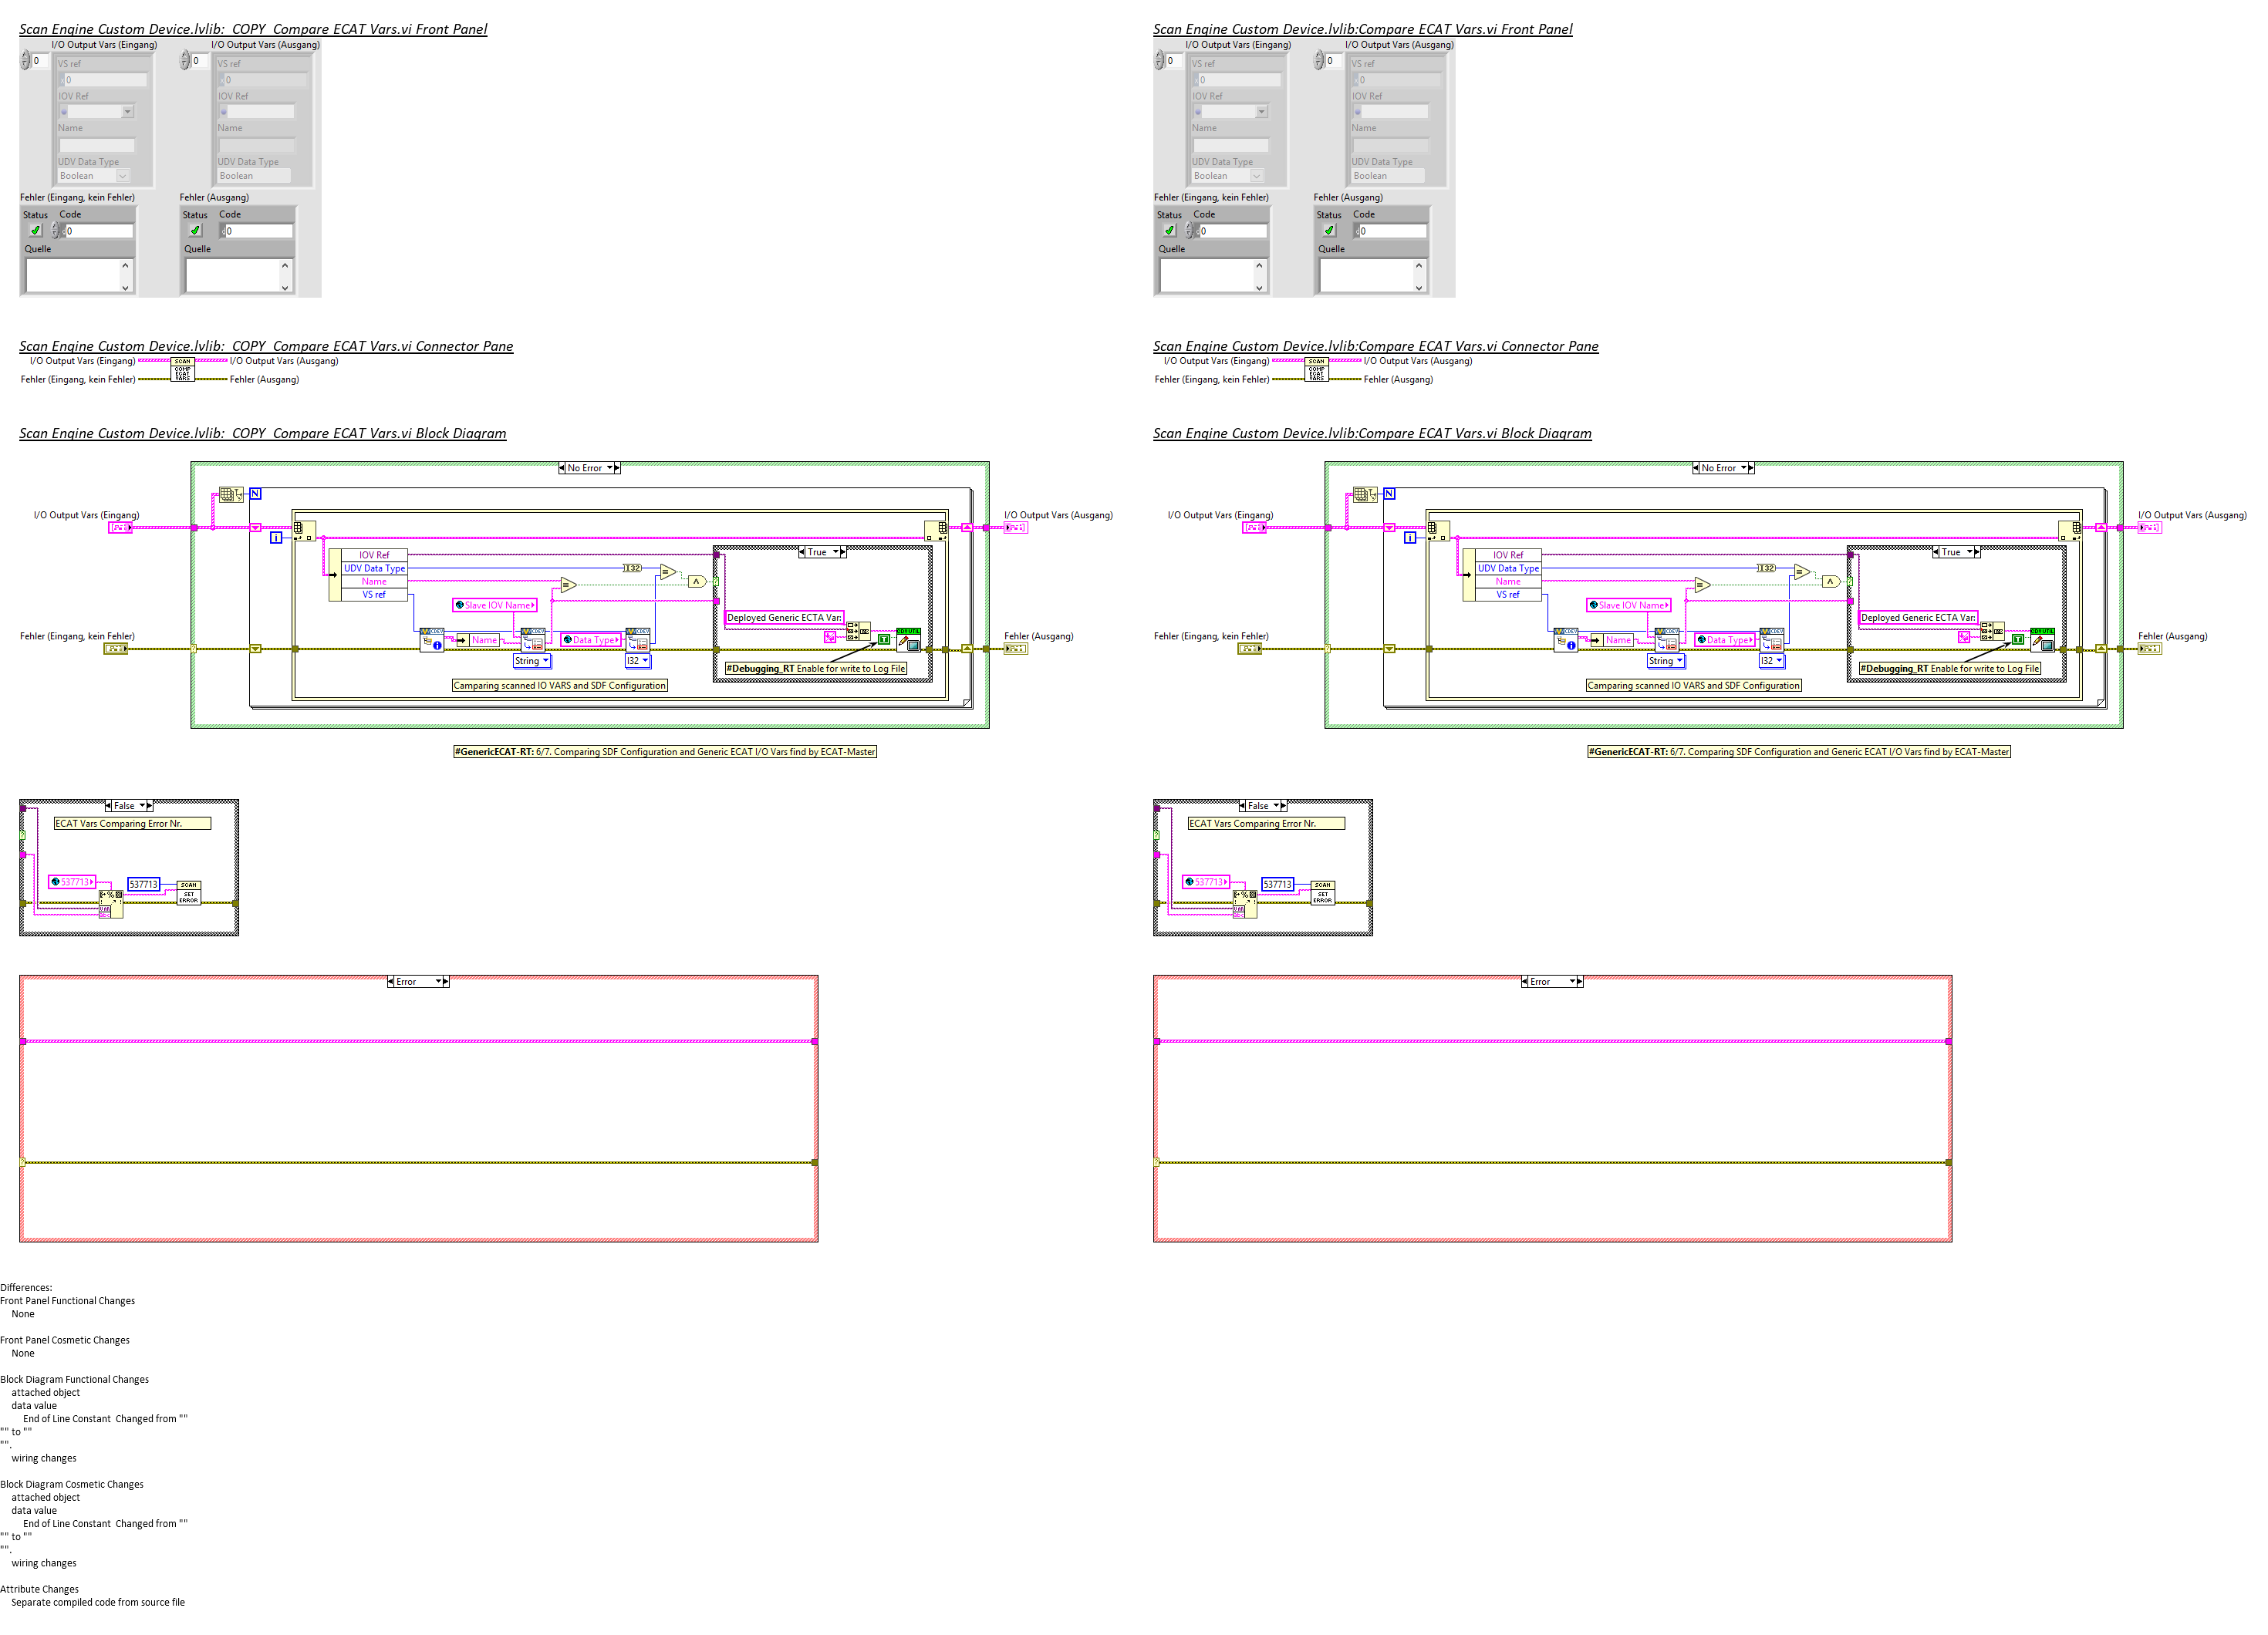 Scan Engine Custom Device.lvlib:_COPY_Compare ECAT Vars.vi Front Panel
I/O Output Vars (Eingang)
I/O Output Vars (Ausgang)
0
VS ref
0
VS ref
0
0
IOV Ref
IOV Ref
Name
Name
UDV Data Type
UDV Data Type
Boolean
Boolean
Fehler (Eingang, kein Fehler)
Fehler (Ausgang)
Status Code
Status Code
0
0
Quelle
Quelle
Scan Engine Custom Device.lvlib:_COPY_Compare ECAT Vars.vi Connector Pane
I/O Output Vars (Eingang)
SCAN
I/O Output Vars (Ausgang)
COMP
ECAT
VARS
Fehler (Eingang, kein Fehler)
Fehler (Ausgang)
Scan Engine Custom Device.lvlib:_COPY_Compare ECAT Vars.vi Block Diagram
No Error
N
I/O Output Vars (Eingang)
I/O Output Vars (Ausgang)
i
True
IOV Ref
UDV Data Type
I32
Name
VS ref
Slave IOV Name
Deployed Generic ECTA Var:
Fehler (Eingang, kein Fehler)
Name
Data Type
T
Fehler (Ausgang)
String
I32
#Debugging_RT Enable for write to Log File
Camparing scanned IO VARS and SDF Configuration
#GenericECAT-RT: 6/7. Comparing SDF Configuration and Generic ECAT I/O Vars find by ECAT-Master
False
ECAT Vars Comparing Error Nr.
537713
537713
SCAN
SET
ERROR
Error
Scan Engine Custom Device.lvlib:Compare ECAT Vars.vi Front Panel
I/O Output Vars (Eingang)
I/O Output Vars (Ausgang)
0
VS ref
0
VS ref
0
0
IOV Ref
IOV Ref
Name
Name
UDV Data Type
UDV Data Type
Boolean
Boolean
Fehler (Eingang, kein Fehler)
Fehler (Ausgang)
Status Code
Status Code
0
0
Quelle
Quelle
Scan Engine Custom Device.lvlib:Compare ECAT Vars.vi Connector Pane
I/O Output Vars (Eingang)
SCAN
I/O Output Vars (Ausgang)
COMP
ECAT
VARS
Fehler (Eingang, kein Fehler)
Fehler (Ausgang)
Scan Engine Custom Device.lvlib:Compare ECAT Vars.vi Block Diagram
No Error
N
I/O Output Vars (Eingang)
I/O Output Vars (Ausgang)
i
True
IOV Ref
UDV Data Type
I32
Name
VS ref
Slave IOV Name
Deployed Generic ECTA Var:
Fehler (Eingang, kein Fehler)
Name
Data Type
T
Fehler (Ausgang)
String
I32
#Debugging_RT Enable for write to Log File
Camparing scanned IO VARS and SDF Configuration
#GenericECAT-RT: 6/7. Comparing SDF Configuration and Generic ECAT I/O Vars find by ECAT-Master
False
ECAT Vars Comparing Error Nr.
537713
537713
SCAN
SET
ERROR
Error
Differences:
Front Panel Functional Changes
None
Front Panel Cosmetic Changes
None
Block Diagram Functional Changes
attached object
data value
End of Line Constant  Changed from ""
"" to ""
"".
wiring changes
Block Diagram Cosmetic Changes
attached object
data value
End of Line Constant  Changed from ""
"" to ""
"".
wiring changes
Attribute Changes
Separate compiled code from source file